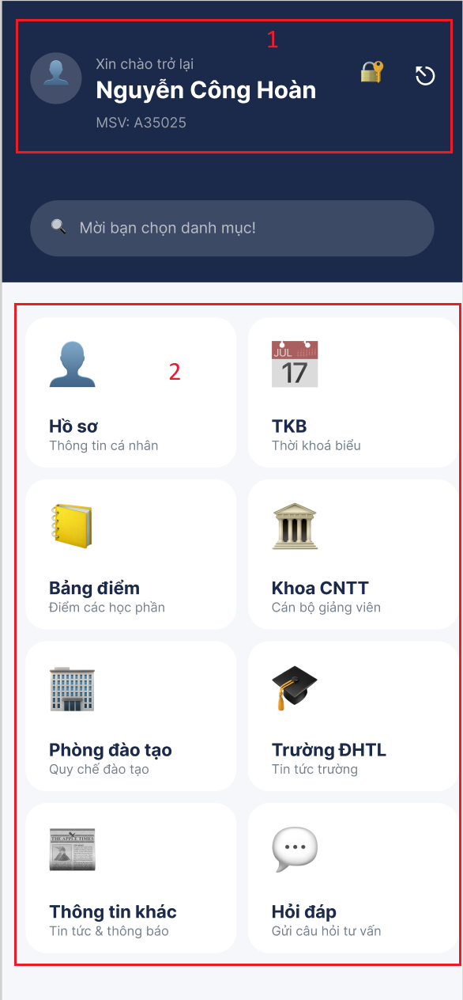 1
Xin chào trở lại
Nguyễn Công Hoàn
MSV: A35025
Mời bạn chọn danh mục!
2
JUL
17
Hồ sơ
Thông tin cá nhân
TKB
Thời khoá biểu
Bảng điểm
Điểm các học phần
Khoa CNTT
Cán bộ giảng viên
Phòng đào tạo
Quy chế đào tạo
Trường ĐHTL
Tin tức trường
THE APPLE TIMES
Thông tin khác
Tin tức & thông báo
Hỏi đáp
Gửi câu hỏi tư vấn